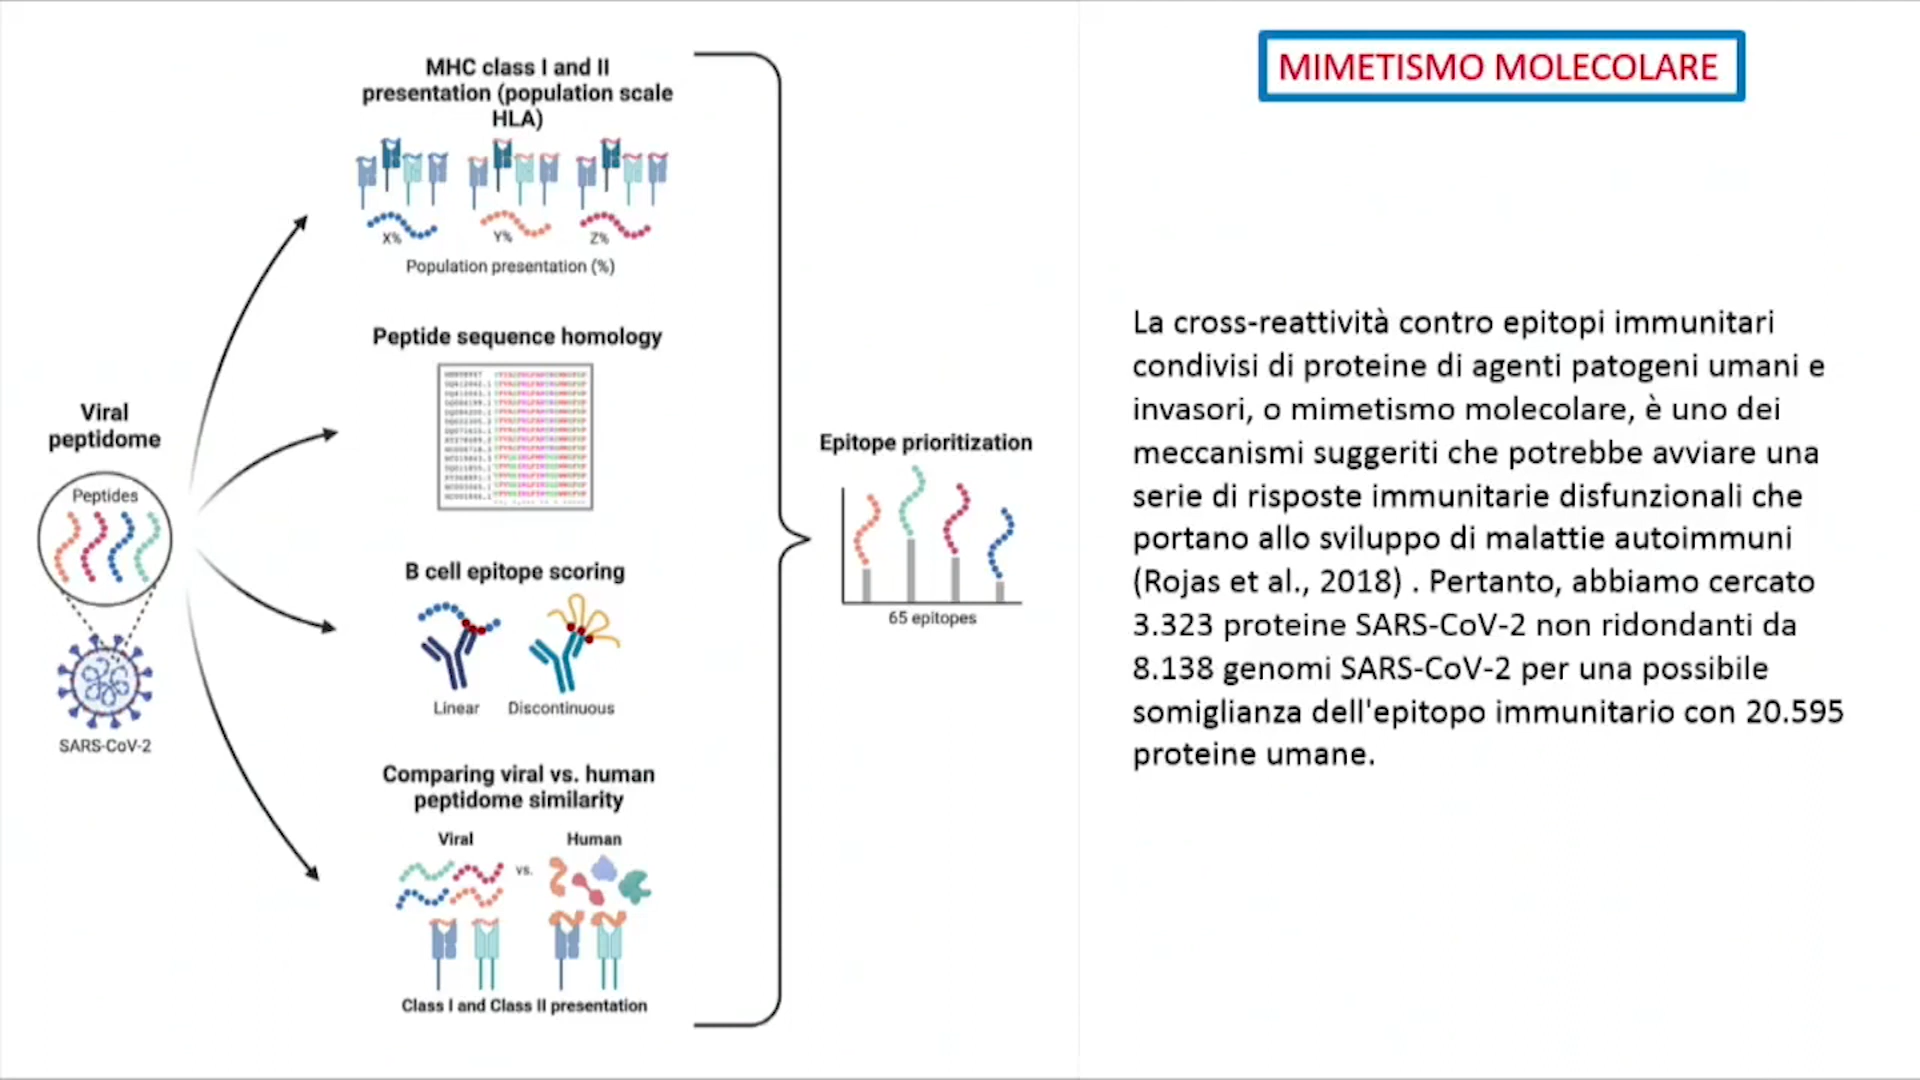 MIMETISMO MOLECOLARE
MHC class I and II
presentation (population scale
HLA)
X%
Y%
Z%
Population presentation (%)
Peptide sequence homology
Viral
peptidome
Peptides
SARS-CoV-2
B cell epitope scoring
Linear
Discontinuous
Comparing viral vs. human
peptidome similarity
Viral
Human
vs.
Class I and Class II presentation
Epitope prioritization
65 epitopes
La cross-reattività contro epitopi immunitari
condivisi di proteine di agenti patogeni umani e
invasori, o mimetismo molecolare, è uno dei
meccanismi suggeriti che potrebbe avviare una
serie di risposte immunitarie disfunzionali che
portano allo sviluppo di malattie autoimmuni
(Rojas et al., 2018) . Pertanto, abbiamo cercato
3.323 proteine SARS-CoV-2 non ridondanti da
8.138 genomi SARS-CoV-2 per una possibile
somiglianza dell'epitopo immunitario con 20.595
proteine umane.